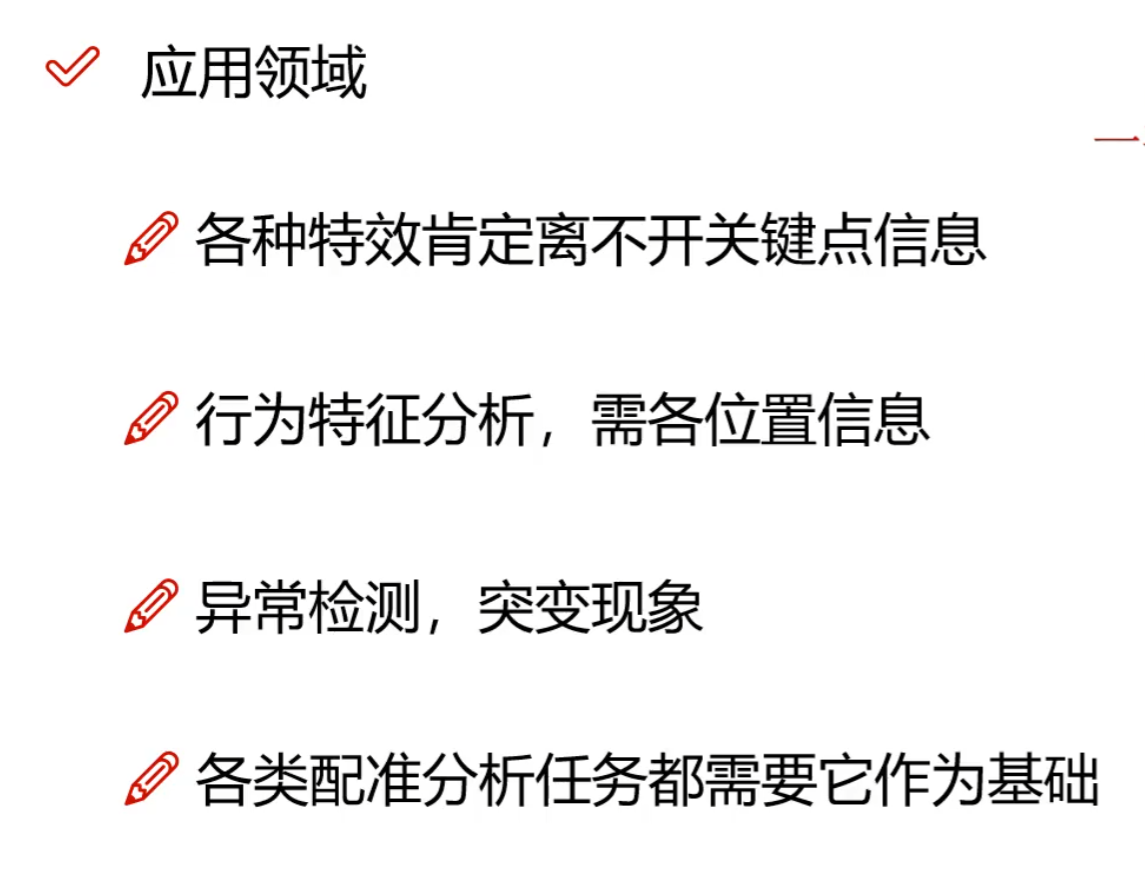 应用领域
各种特效肯定离不开关键点信息
行为特征分析，需各位置信息
异常检测，突变现象
各类配准分析任务都需要它作为基础